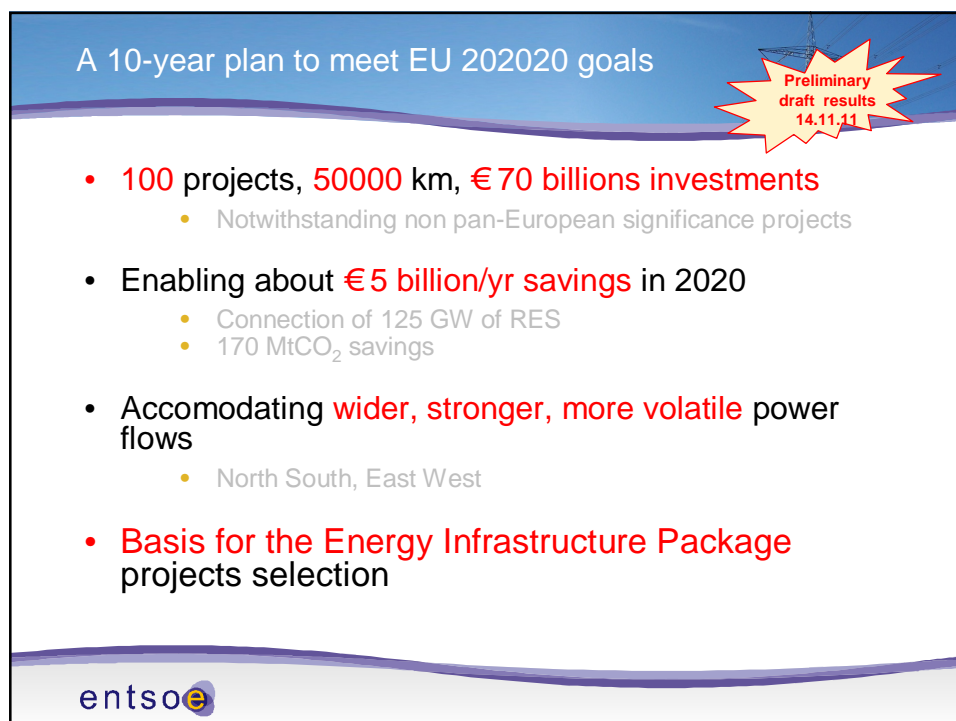 A 10-year plan to meet EU 202020 goals
Preliminary
draft results
14.11.11
• 100 projects, 50000 km, € 70 billions investments
• Notwithstanding non pan-European significance projects
• Enabling about € 5 billion/yr savings in 2020
• Connection of 125 GW of RES
• 170 MtCO₂ savings
• Accomodating wider, stronger, more volatile power
flows
• North South, East West
• Basis for the Energy Infrastructure Package
projects selection
entsoe